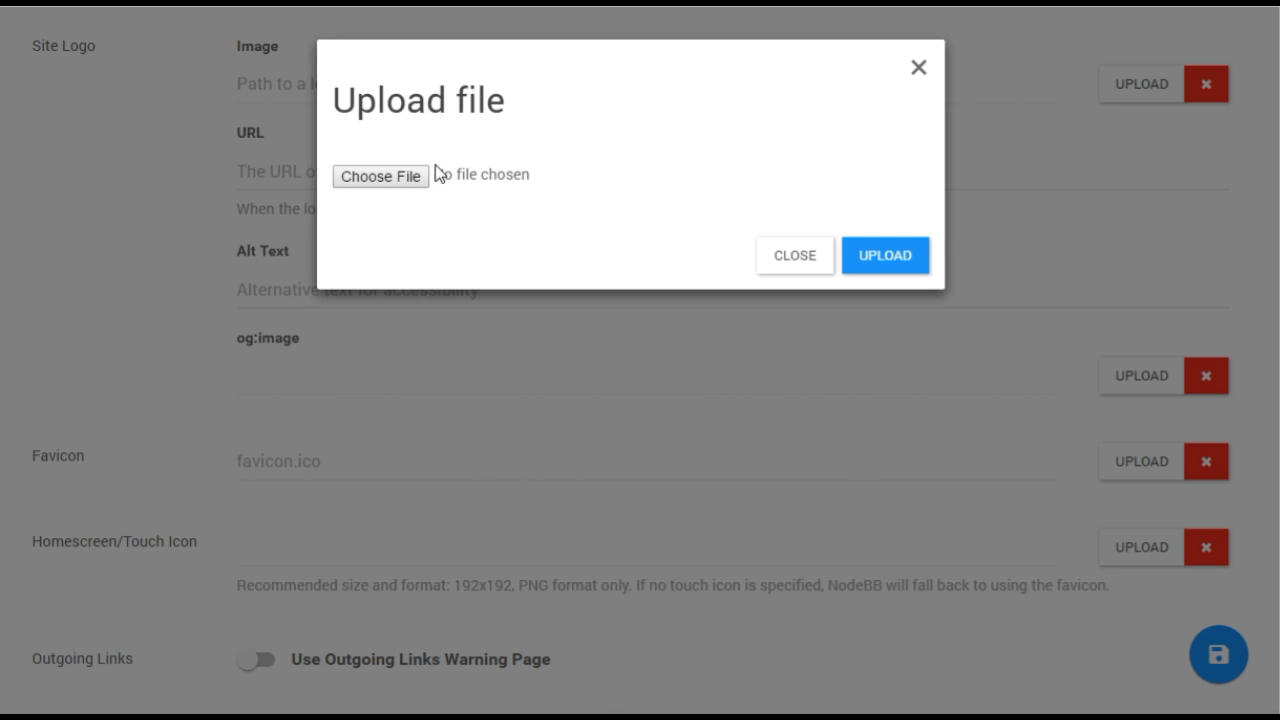 Site Logo
Image
Path to a
UPLOAD
Upload file
URL
The URL
Choose File
file chosen
When the lo
Alt Text
CLOSE
UPLOAD
Alternative text for accessibility
og:image
UPLOAD
Favicon
favicon.ico
UPLOAD
Homescreen/Touch Icon
UPLOAD
Recommended size and format: 192x192, PNG format only. If no touch icon is specified, NodeBB will fall back to using the favicon.
Outgoing Links
Use Outgoing Links Warning Page